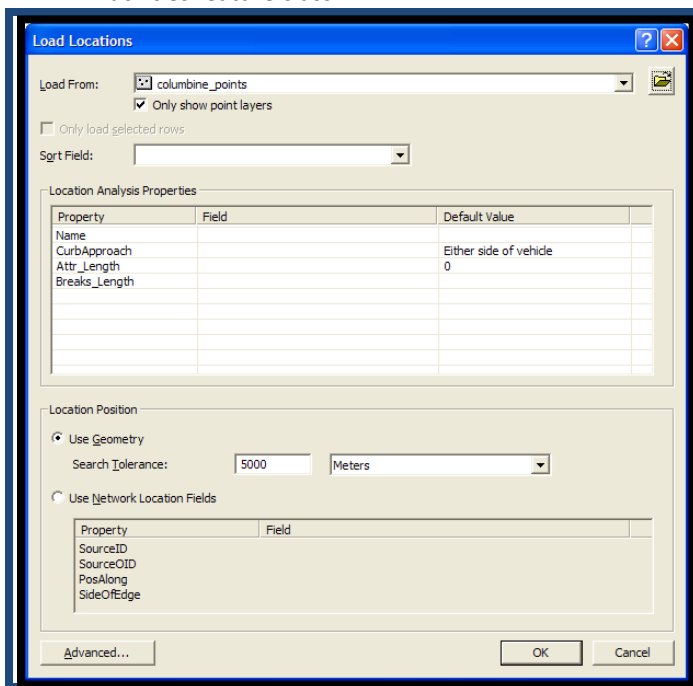 Load Locations
Load From: columbine_points
Only show point layers
Only load selected rows
Sort Field:
Location Analysis Properties
Property Field Default Value
Name
CurbApproach Either side of vehicle
Attr_Length 0
Breaks_Length
Location Position
Use Geometry
Search Tolerance: 5000 Meters
Use Network Location Fields
Property Field
SourceID
SourceOID
PosAlong
SideOfEdge
Advanced... OK Cancel